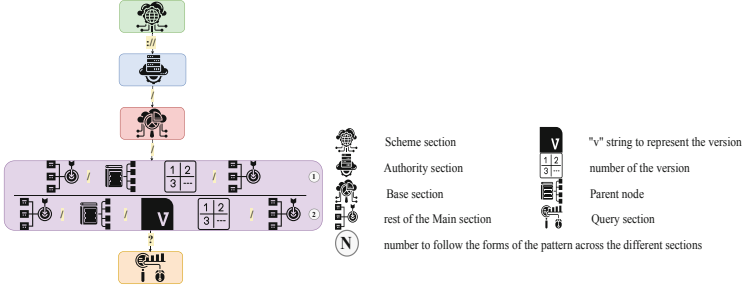 ://
/
/
1 2
/ / 3 --- / 1
1 2
/ / V 3 --- / 2
?
Scheme section
V "v" string to represent the version
Authority section
1 2
3 --- number of the version
Base section
Parent node
rest of the Main section
Query section
N number to follow the forms of the pattern across the different sections